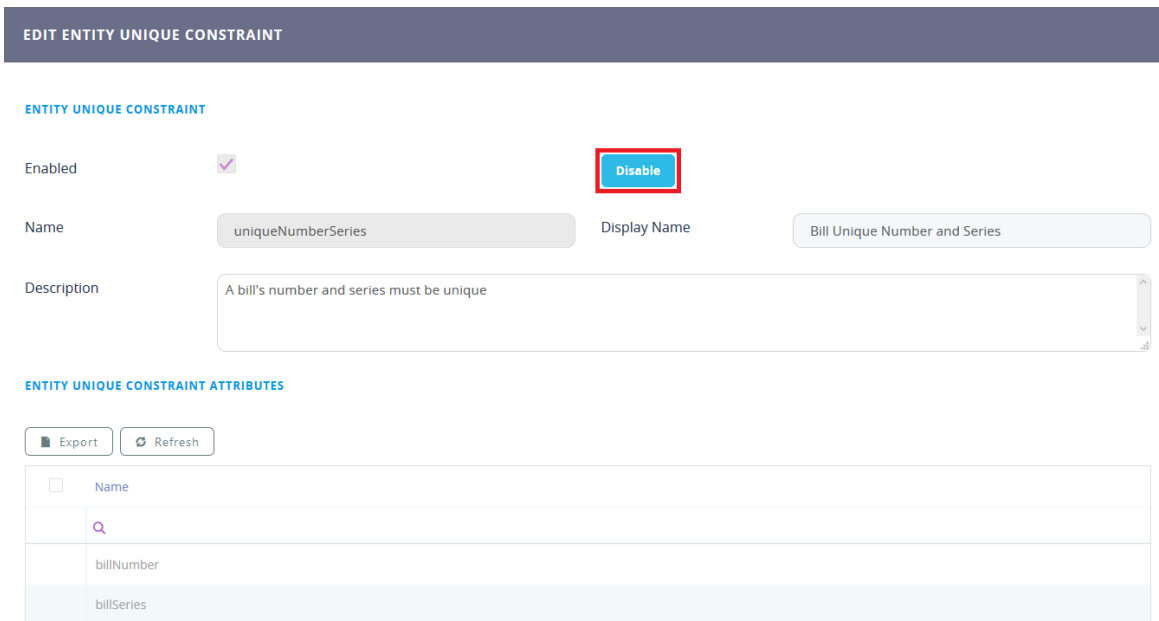 EDIT ENTITY UNIQUE CONSTRAINT
ENTITY UNIQUE CONSTRAINT
Enabled
Disable
Name
uniqueNumberSeries
Display Name
Bill Unique Number and Series
Description
A bill's number and series must be unique
ENTITY UNIQUE CONSTRAINT ATTRIBUTES
Export
Refresh
Name
billNumber
billSeries